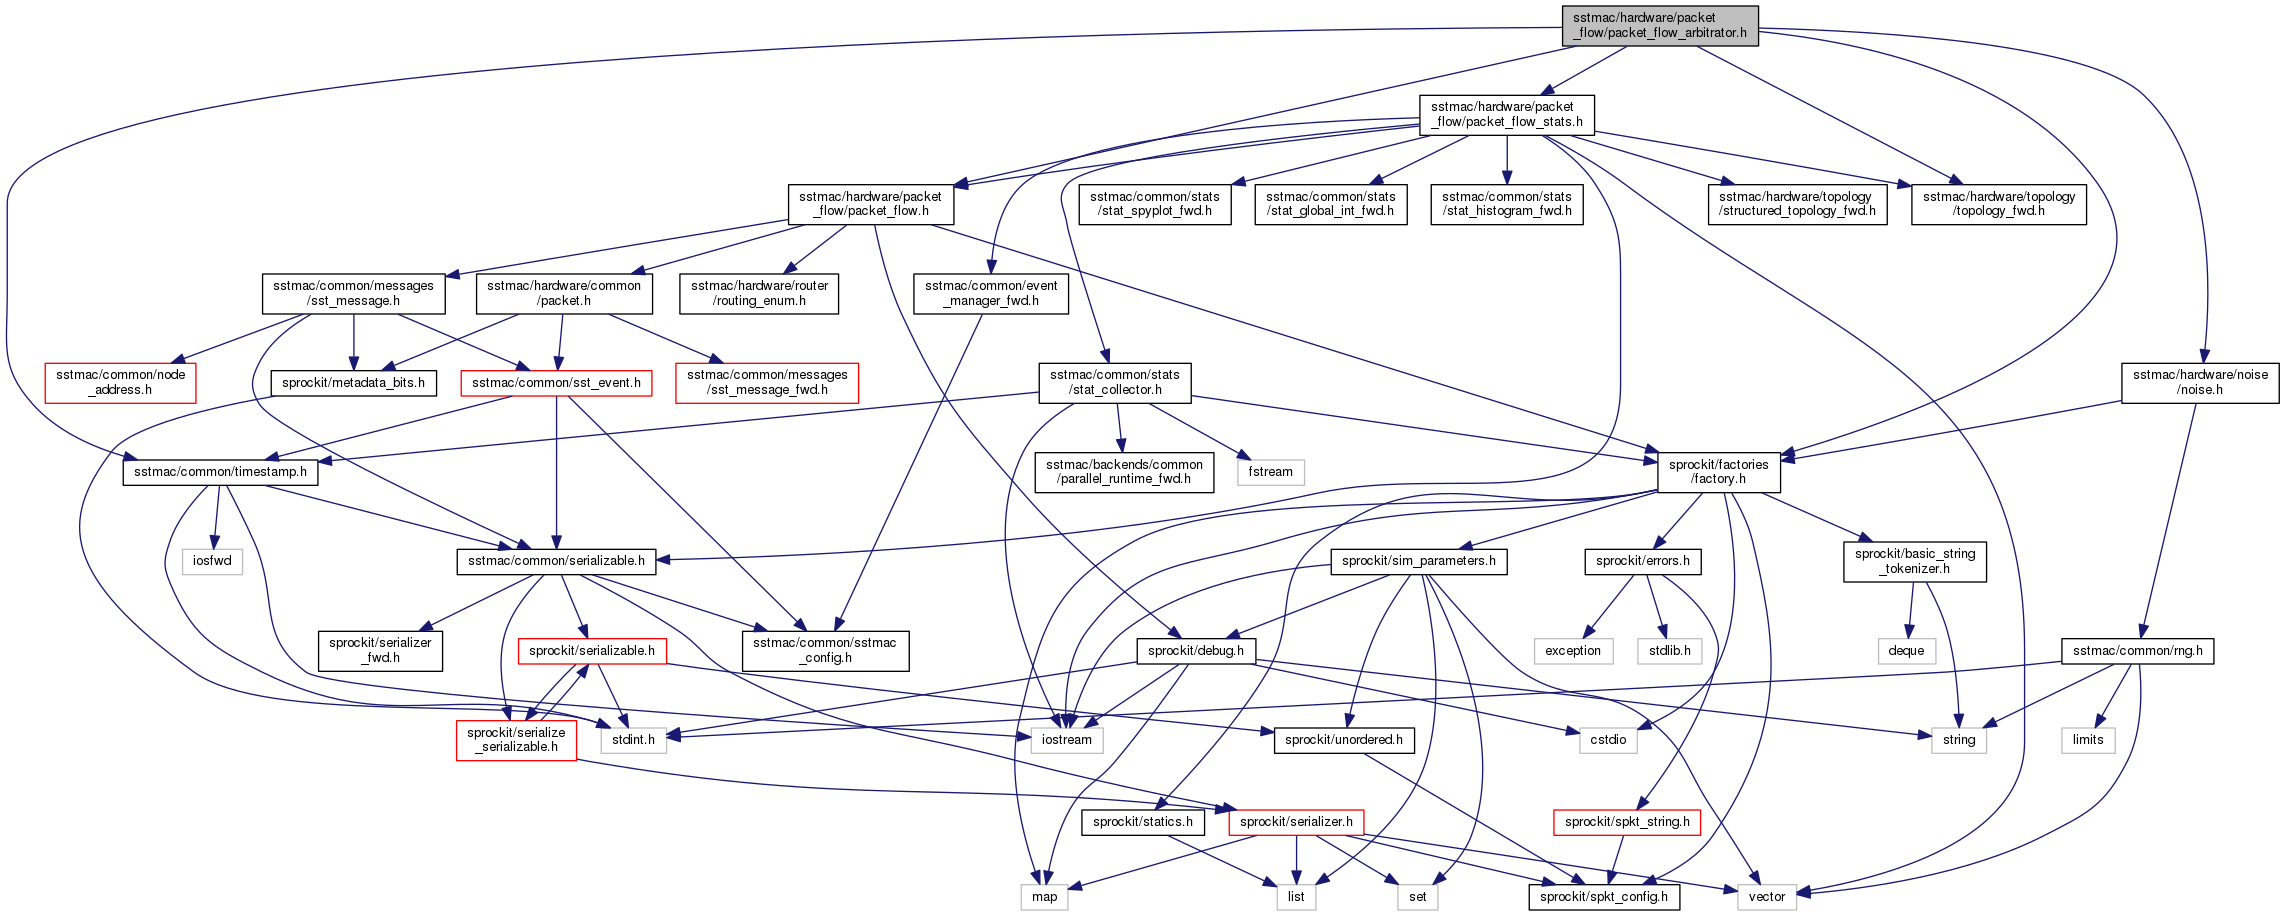 sstmac/hardware/packet
_flow/packet_flow_arbitrator.h
sstmac/hardware/packet
_flow/packet_flow_stats.h
sstmac/hardware/packet
_flow/packet_flow.h
sstmac/common/stats
/stat_spyplot_fwd.h
sstmac/common/stats
/stat_global_int_fwd.h
sstmac/common/stats
/stat_histogram_fwd.h
sstmac/hardware/topology
/structured_topology_fwd.h
sstmac/hardware/topology
/topology_fwd.h
sstmac/common/messages
/sst_message.h
sstmac/hardware/common
/packet.h
sstmac/hardware/router
/routing_enum.h
sstmac/common/event
_manager_fwd.h
sstmac/common/node
_address.h
sprockit/metadata_bits.h
sstmac/common/sst_event.h
sstmac/common/messages
/sst_message_fwd.h
sstmac/common/stats
/stat_collector.h
sstmac/hardware/noise
/noise.h
sstmac/common/timestamp.h
sstmac/backends/common
/parallel_runtime_fwd.h
fstream
sprockit/factories
/factory.h
iosfwd
sstmac/common/serializable.h
sprockit/sim_parameters.h
sprockit/errors.h
sprockit/basic_string
_tokenizer.h
sprockit/serializer
_fwd.h
sprockit/serializable.h
sstmac/common/sstmac
_config.h
sprockit/debug.h
exception
stdlib.h
deque
sstmac/common/rng.h
sprockit/serialize
_serializable.h
stdint.h
iostream
sprockit/unordered.h
cstdio
string
limits
sprockit/statics.h
sprockit/serializer.h
sprockit/spkt_string.h
map
list
set
sprockit/spkt_config.h
vector